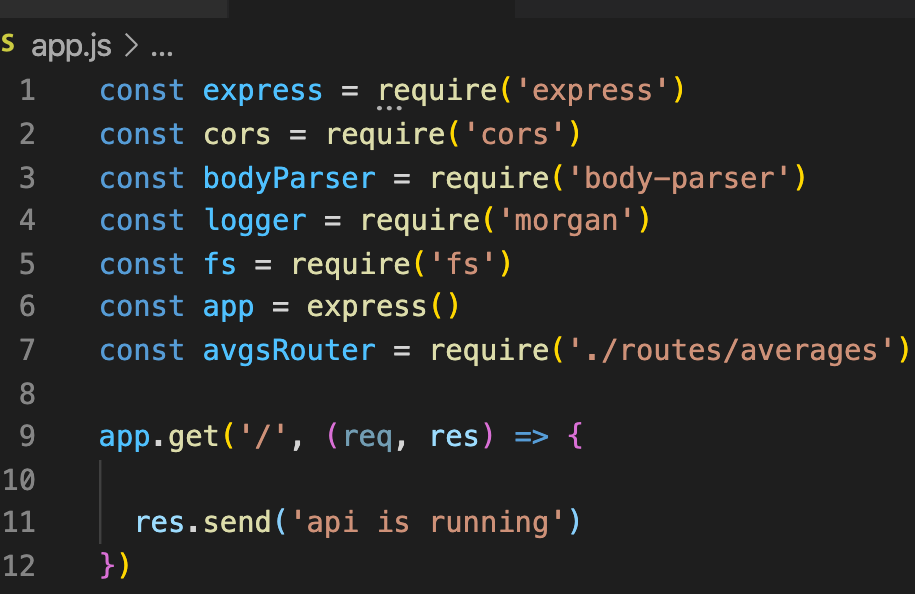 app.js > ...
1 const express = require('express')
2 const cors = require('cors')
3 const bodyParser = require('body-parser')
4 const logger = require('morgan')
5 const fs = require('fs')
6 const app = express()
7 const avgsRouter = require('./routes/averages')
8
9 app.get('/', (req, res) => {
10
11 res.send('api is running')
12 })